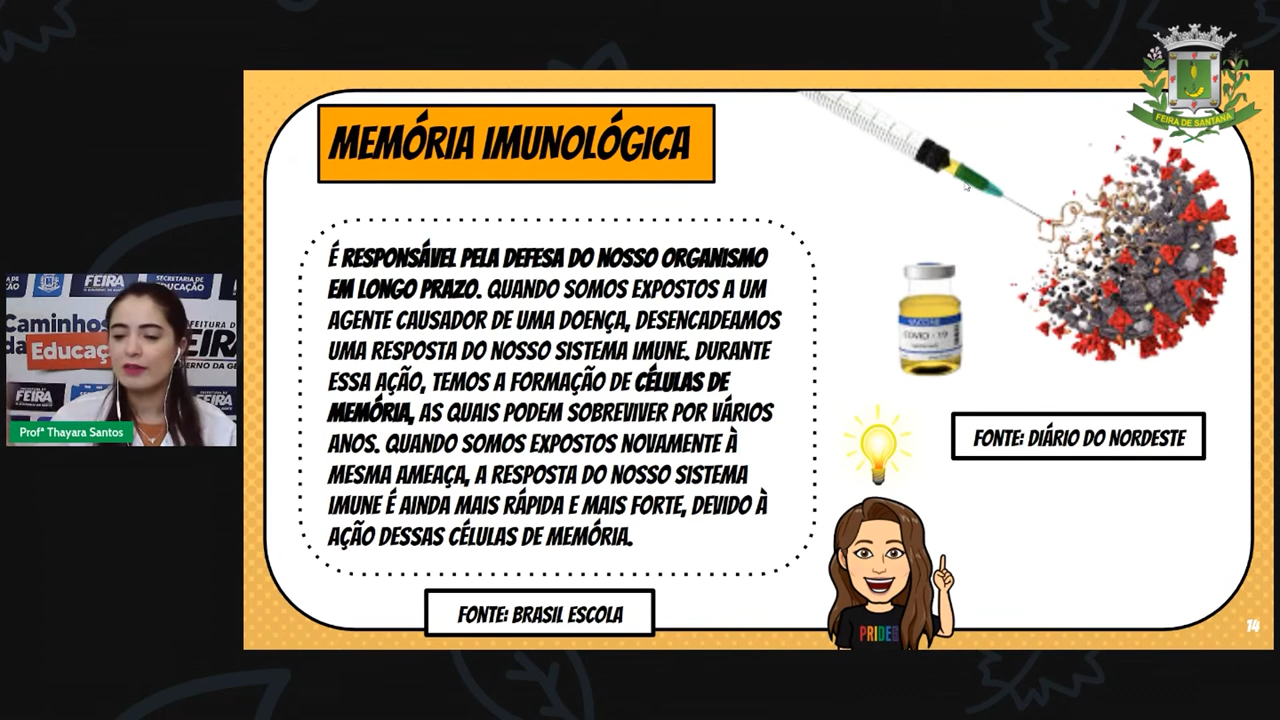 MEMÓRIA IMUNOLÓGICA
É RESPONSÁVEL PELA DEFESA DO NOSSO ORGANISMO
EM LONGO PRAZO. QUANDO SOMOS EXPOSTOS A UM
AGENTE CAUSADOR DE UMA DOENÇA, DESENCADEAMOS
UMA RESPOSTA DO NOSSO SISTEMA IMUNE. DURANTE
ESSA AÇÃO, TEMOS A FORMAÇÃO DE CÉLULAS DE
MEMÓRIA, AS QUAIS PODEM SOBREVIVER POR VÁRIOS
ANOS. QUANDO SOMOS EXPOSTOS NOVAMENTE À
MESMA AMEAÇA, A RESPOSTA DO NOSSO SISTEMA
IMUNE É AINDA MAIS RÁPIDA E MAIS FORTE, DEVIDO À
AÇÃO DESSAS CÉLULAS DE MEMÓRIA.
FONTE: BRASIL ESCOLA
COVID-19
FONTE: DIÁRIO DO NORDESTE
PRIDE
14
FEIRA DE SANTANA
FEIRA
SECRETARIA DE
EDUCAÇÃO
Caminhos
da Educaç
FEIRA
Profª Thayara Santos